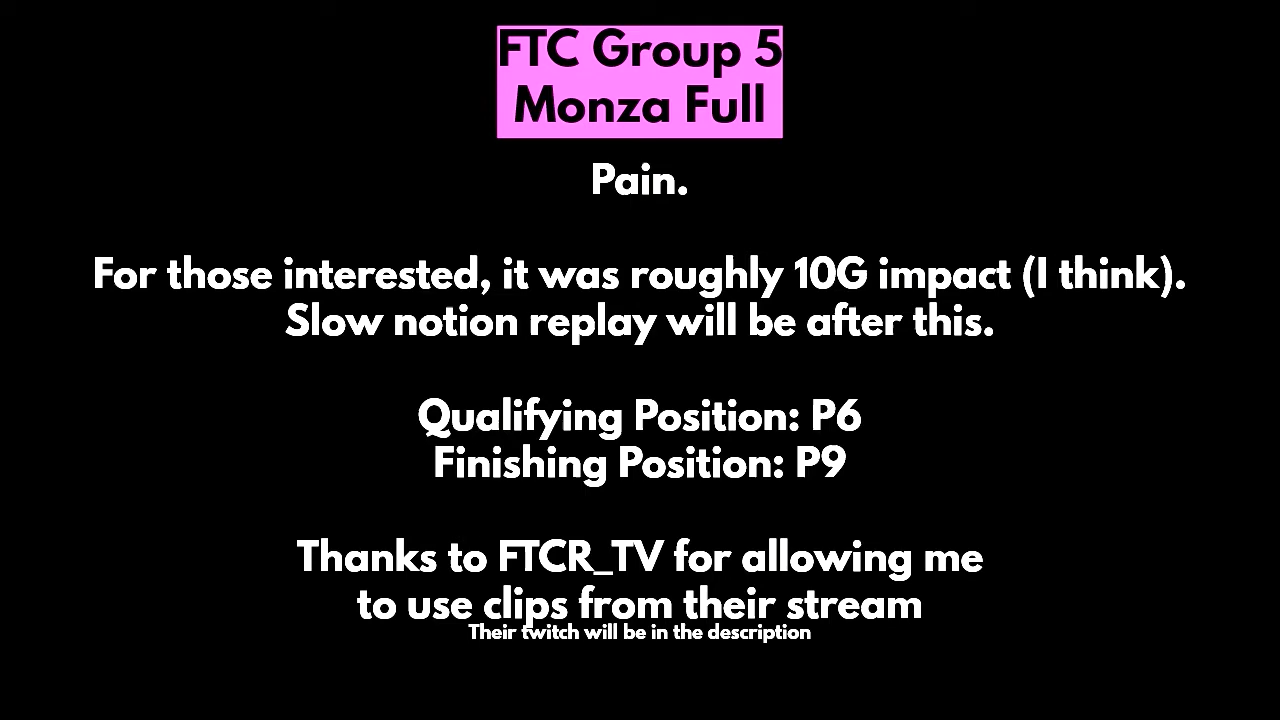 FTC Group 5
Monza Full
Pain.
For those interested, it was roughly 10G impact (I think).
Slow notion replay will be after this.
Qualifying Position: P6
Finishing Position: P9
Thanks to FTCR_TV for allowing me
to use clips from their stream
Their twitch will be in the description